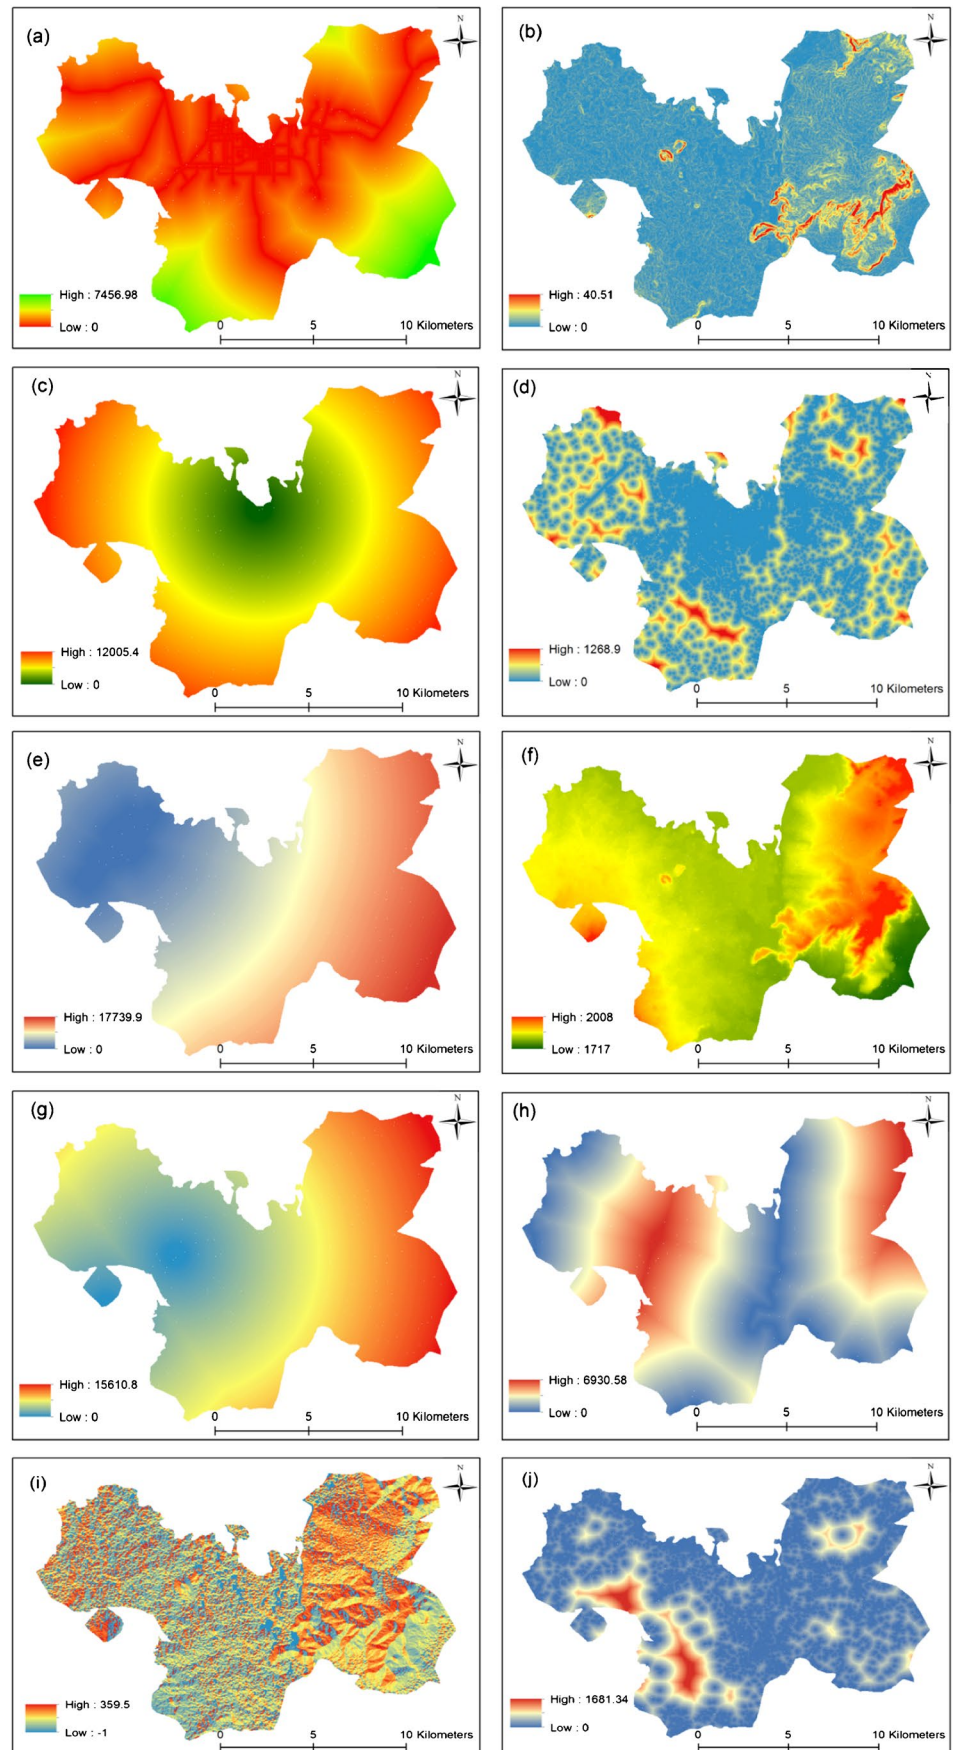 (a)
N
High : 7456.98
Low : 0
0 5 10 Kilometers
(b)
N
High : 40.51
Low : 0
0 5 10 Kilometers
(c)
N
High : 12005.4
Low : 0
0 5 10 Kilometers
(d)
N
High : 1268.9
Low : 0
0 5 10 Kilometers
(e)
N
High : 17739.9
Low : 0
0 5 10 Kilometers
(f)
N
High : 2008
Low : 1717
0 5 10 Kilometers
(g)
N
High : 15610.8
Low : 0
0 5 10 Kilometers
(h)
N
High : 6930.58
Low : 0
0 5 10 Kilometers
(i)
N
High : 359.5
Low : -1
0 5 10 Kilometers
(j)
N
High : 1681.34
Low : 0
0 5 10 Kilometers